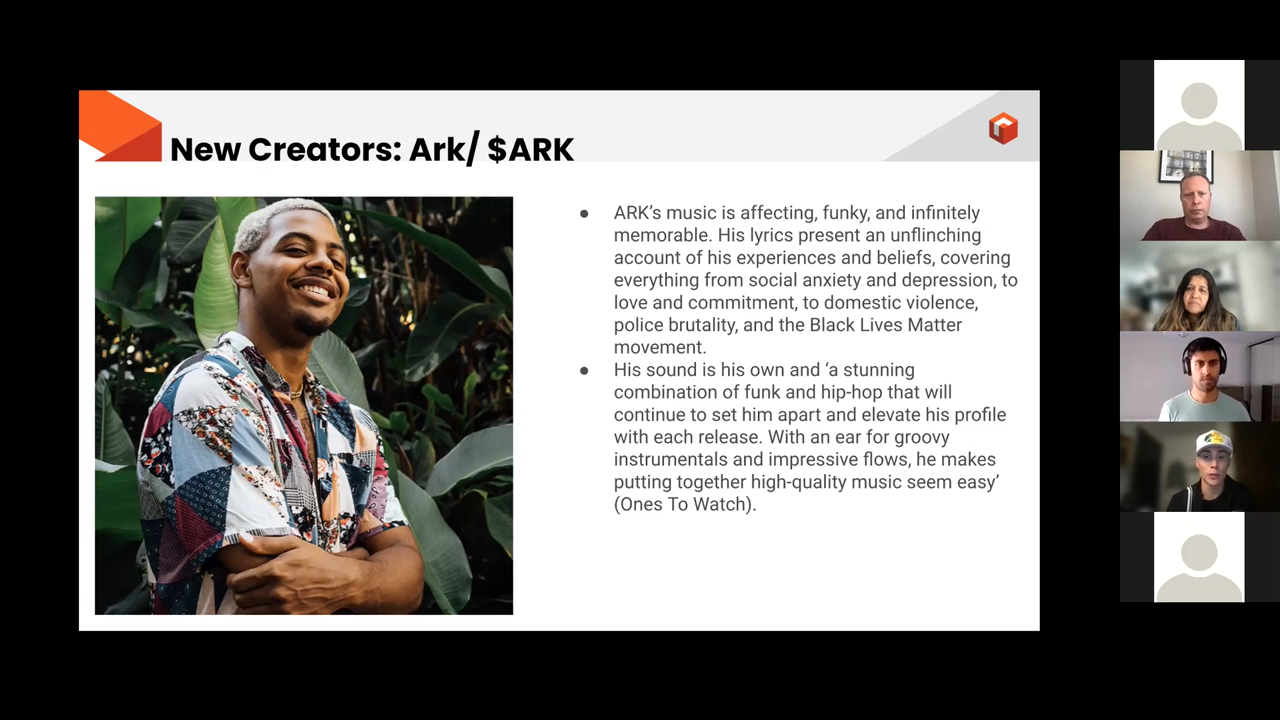 New Creators: Ark/ $ARK
● ARK’s music is affecting, funky, and infinitely
memorable. His lyrics present an unflinching
account of his experiences and beliefs, covering
everything from social anxiety and depression, to
love and commitment, to domestic violence,
police brutality, and the Black Lives Matter
movement.
● His sound is his own and ‘a stunning
combination of funk and hip-hop that will
continue to set him apart and elevate his profile
with each release. With an ear for groovy
instrumentals and impressive flows, he makes
putting together high-quality music seem easy’
(Ones To Watch).